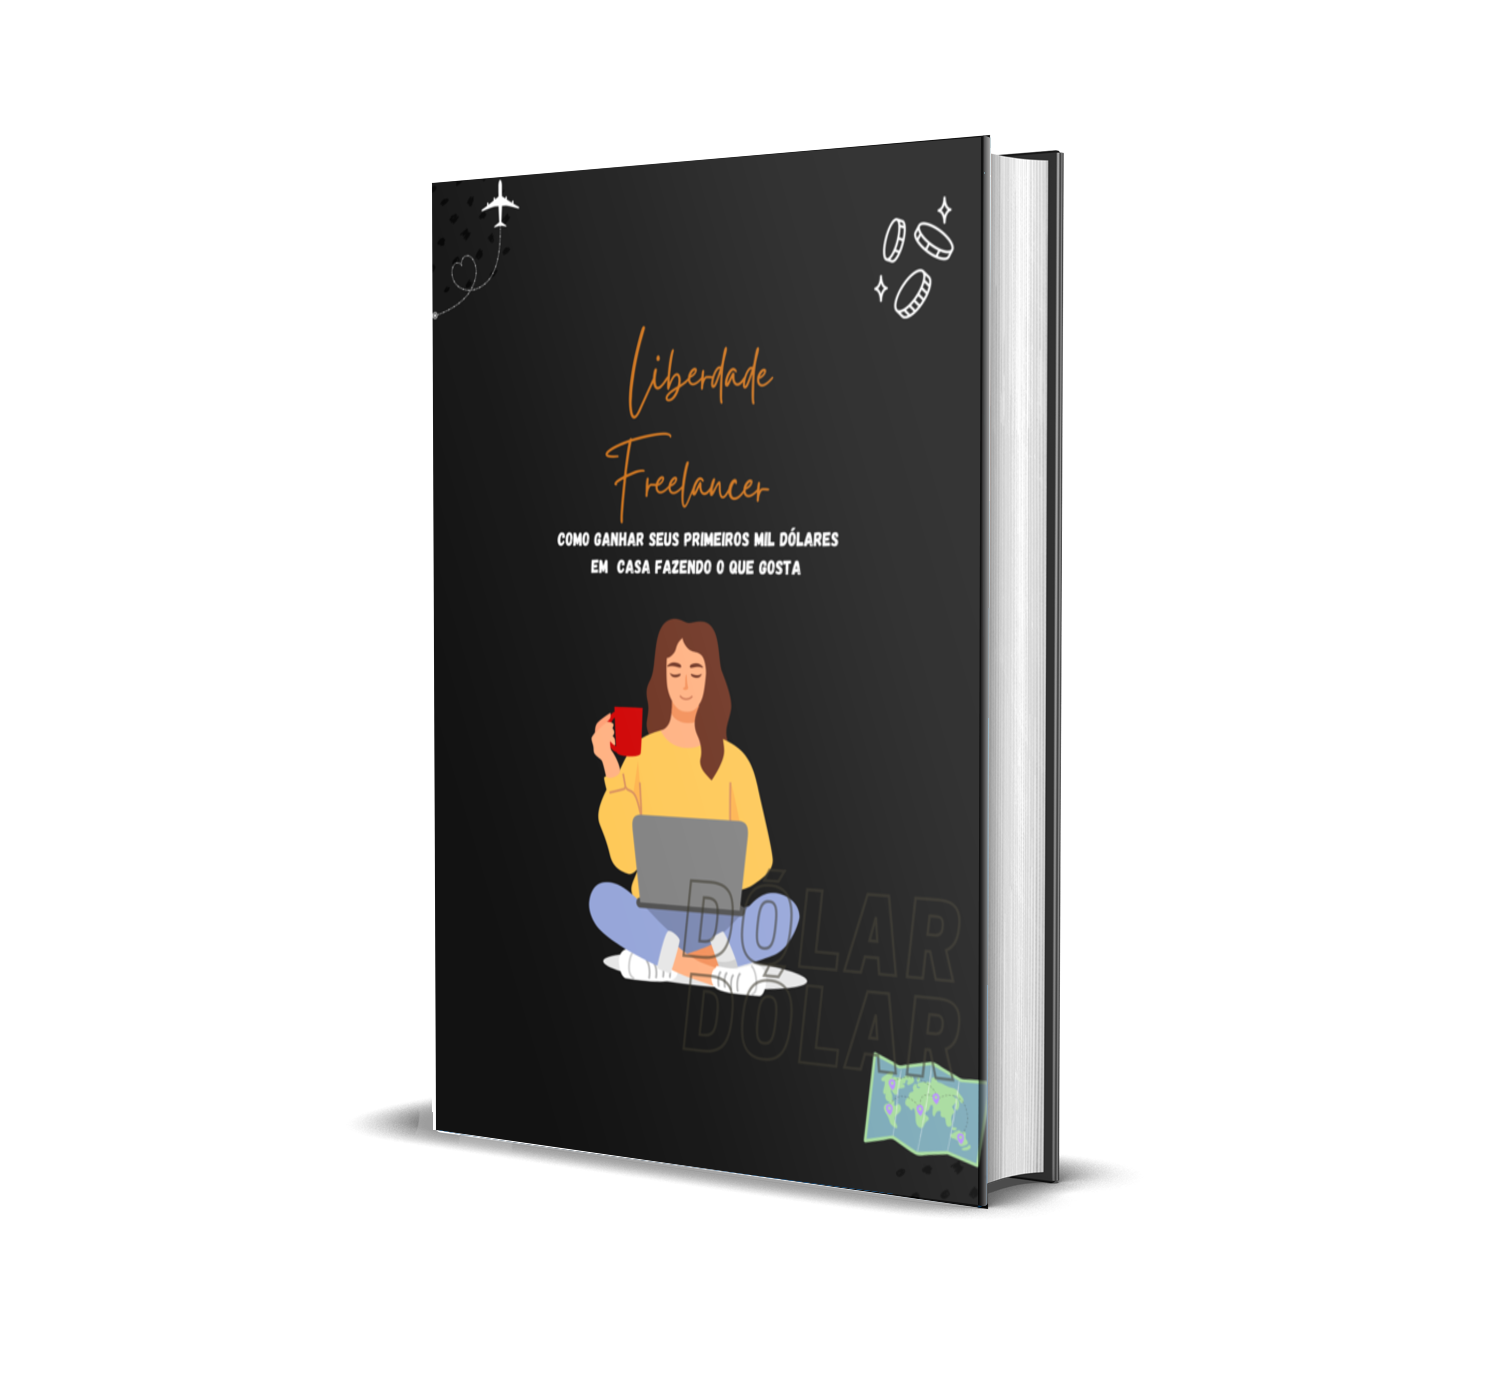 Liberdade
Freelancer
COMO GANHAR SEUS PRIMEIROS MIL DÓLARES
EM CASA FAZENDO O QUE GOSTA
DÓLAR
DÓLAR